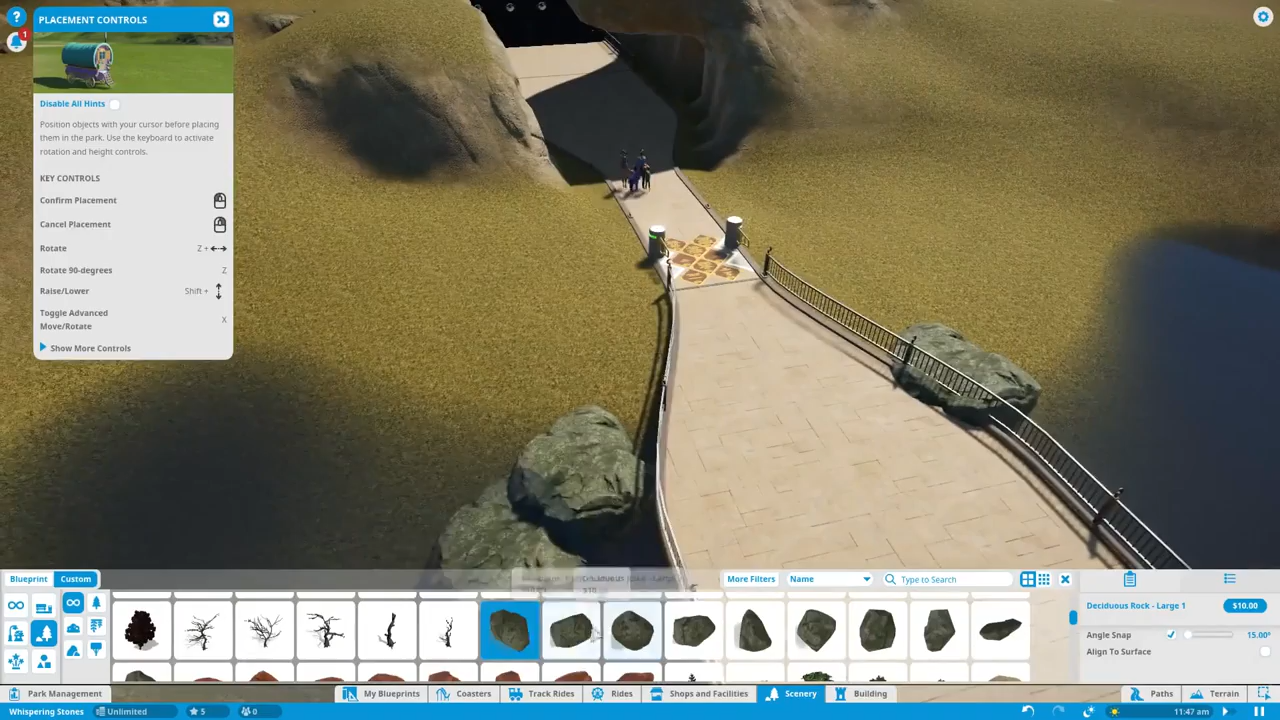 PLACEMENT CONTROLS
1
Disable All Hints
Position objects with your cursor before placing
them in the park. Use the keyboard to activate
rotation and height controls.
KEY CONTROLS
Confirm Placement
Cancel Placement
Rotate Z +
Rotate 90-degrees Z
Raise/Lower Shift +
Toggle Advanced
Move/Rotate X
Show More Controls
Blueprint Custom More Filters Name Type to Search
Deciduous Rock - Large 1 $10.00
Angle Snap 15.00°
Align To Surface
Park Management My Blueprints Coasters Track Rides Rides Shops and Facilities Scenery Building Paths Terrain
Whispering Stones Unlimited 5 0 11:47 am